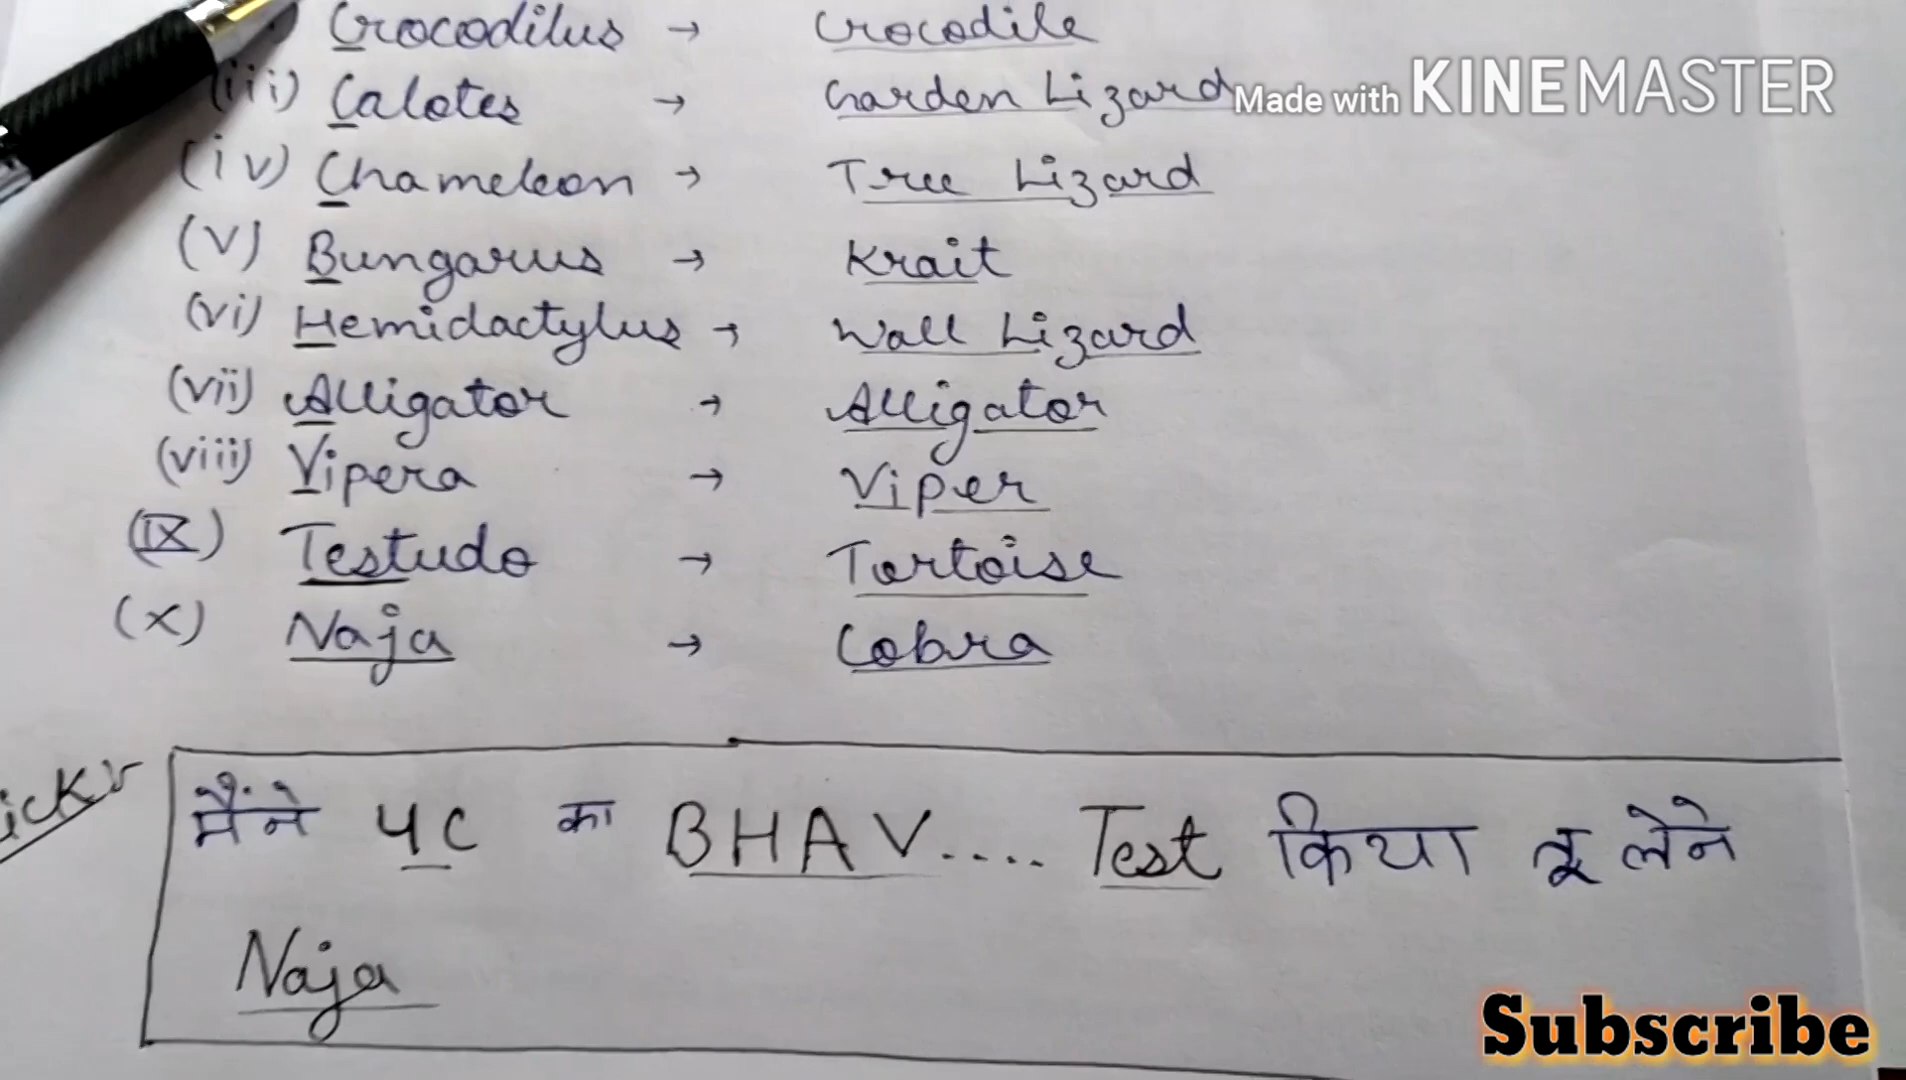 Crocodilus → Crocodile
(iii) Calotes → Garden Lizard
Made with KINEMASTER
(iv) Chameleon → Tree Lizard
(V) Bungarus → Krait
(vi) Hemidactylus → Wall Lizard
(vii) Alligator → Alligator
(viii) Vipera → Viper
(IX) Testudo → Tortoise
(X) Naja → Cobra
मैंने 4C का BHAV.... Test किया तू लेने
Naja
Subscribe